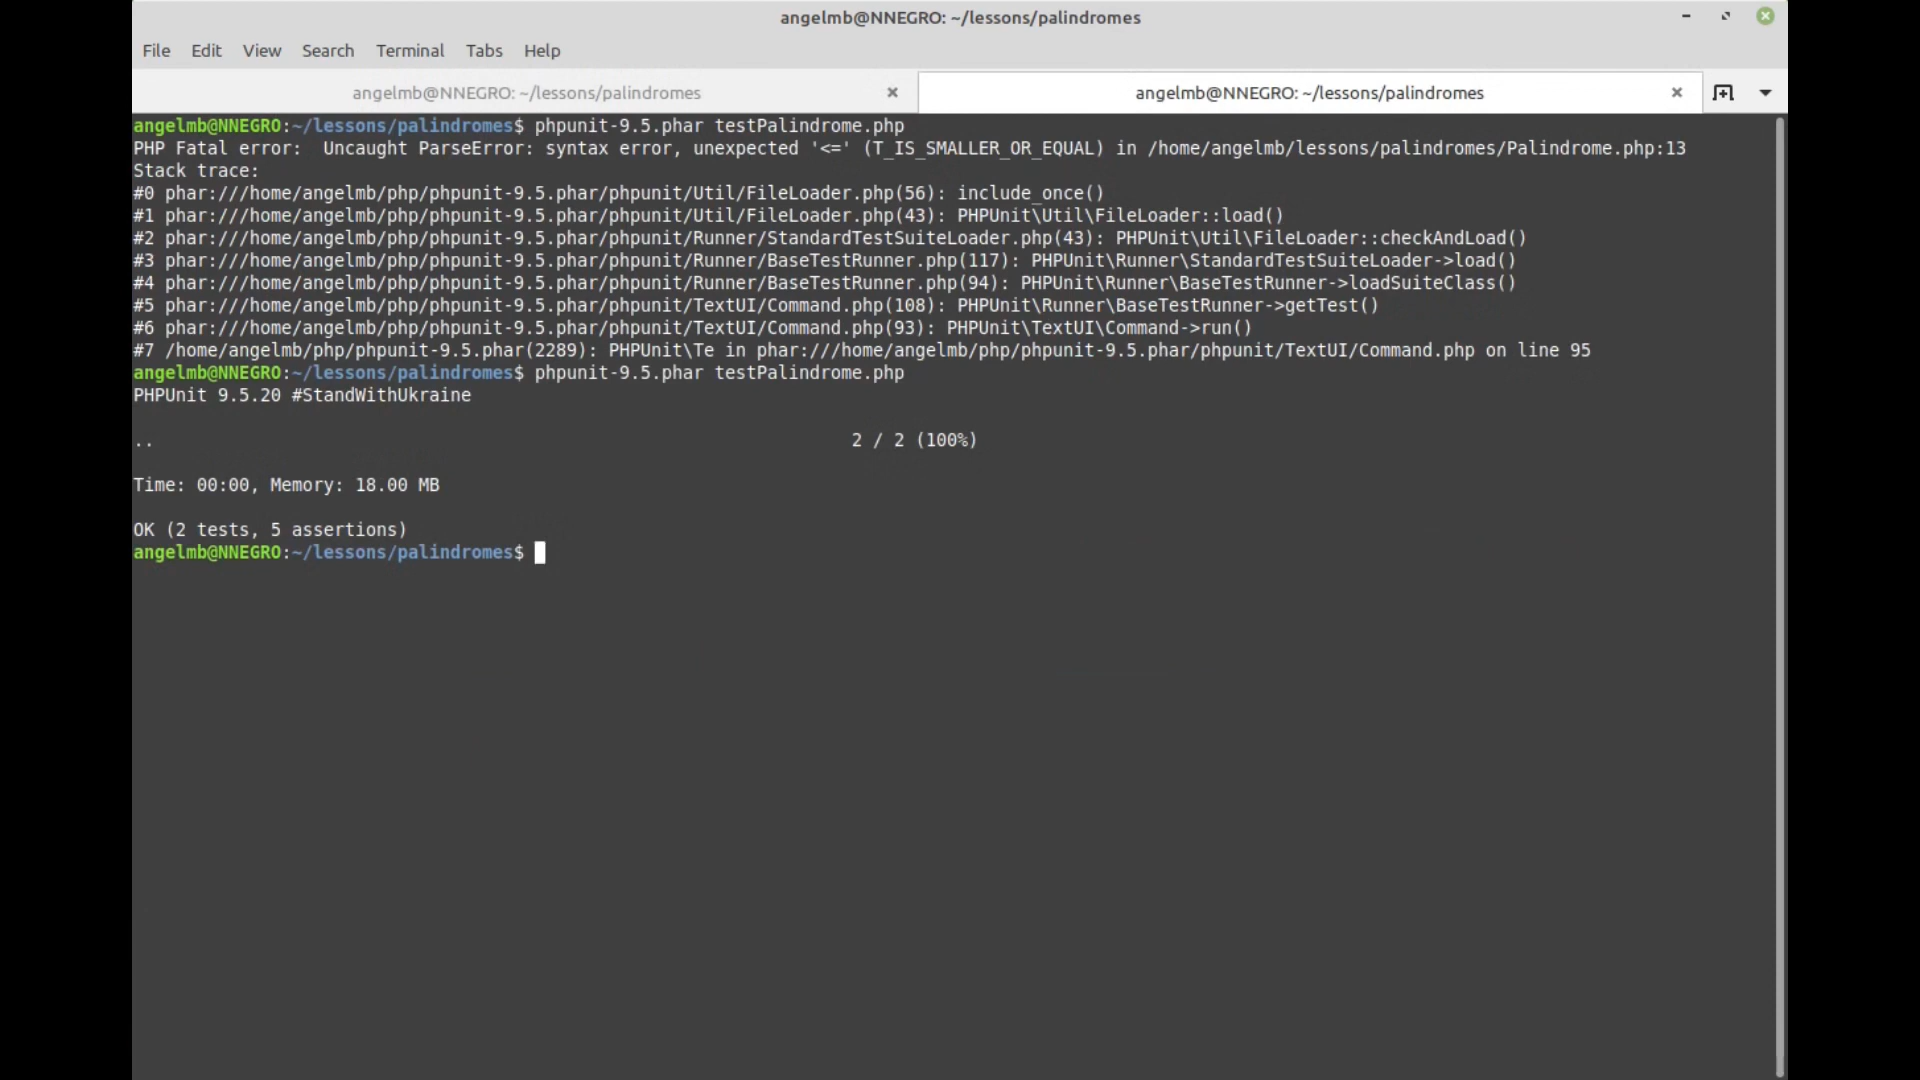 angelmb@NNEGRO: ~/lessons/palindromes
File Edit View Search Terminal Tabs Help
angelmb@NNEGRO: ~/lessons/palindromes angelmb@NNEGRO: ~/lessons/palindromes
angelmb@NNEGRO:~/lessons/palindromes$ phpunit-9.5.phar testPalindrome.php
PHP Fatal error:  Uncaught ParseError: syntax error, unexpected '<=' (T_IS_SMALLER_OR_EQUAL) in /home/angelmb/lessons/palindromes/Palindrome.php:13
Stack trace:
#0 phar:///home/angelmb/php/phpunit-9.5.phar/phpunit/Util/FileLoader.php(56): include_once()
#1 phar:///home/angelmb/php/phpunit-9.5.phar/phpunit/Util/FileLoader.php(43): PHPUnit\Util\FileLoader::load()
#2 phar:///home/angelmb/php/phpunit-9.5.phar/phpunit/Runner/StandardTestSuiteLoader.php(43): PHPUnit\Util\FileLoader::checkAndLoad()
#3 phar:///home/angelmb/php/phpunit-9.5.phar/phpunit/Runner/BaseTestRunner.php(117): PHPUnit\Runner\StandardTestSuiteLoader->load()
#4 phar:///home/angelmb/php/phpunit-9.5.phar/phpunit/Runner/BaseTestRunner.php(94): PHPUnit\Runner\BaseTestRunner->loadSuiteClass()
#5 phar:///home/angelmb/php/phpunit-9.5.phar/phpunit/TextUI/Command.php(108): PHPUnit\Runner\BaseTestRunner->getTest()
#6 phar:///home/angelmb/php/phpunit-9.5.phar/phpunit/TextUI/Command.php(93): PHPUnit\TextUI\Command->run()
#7 /home/angelmb/php/phpunit-9.5.phar(2289): PHPUnit\Te in phar:///home/angelmb/php/phpunit-9.5.phar/phpunit/TextUI/Command.php on line 95
angelmb@NNEGRO:~/lessons/palindromes$ phpunit-9.5.phar testPalindrome.php
PHPUnit 9.5.20 #StandWithUkraine
.. 2 / 2 (100%)
Time: 00:00, Memory: 18.00 MB
OK (2 tests, 5 assertions)
angelmb@NNEGRO:~/lessons/palindromes$